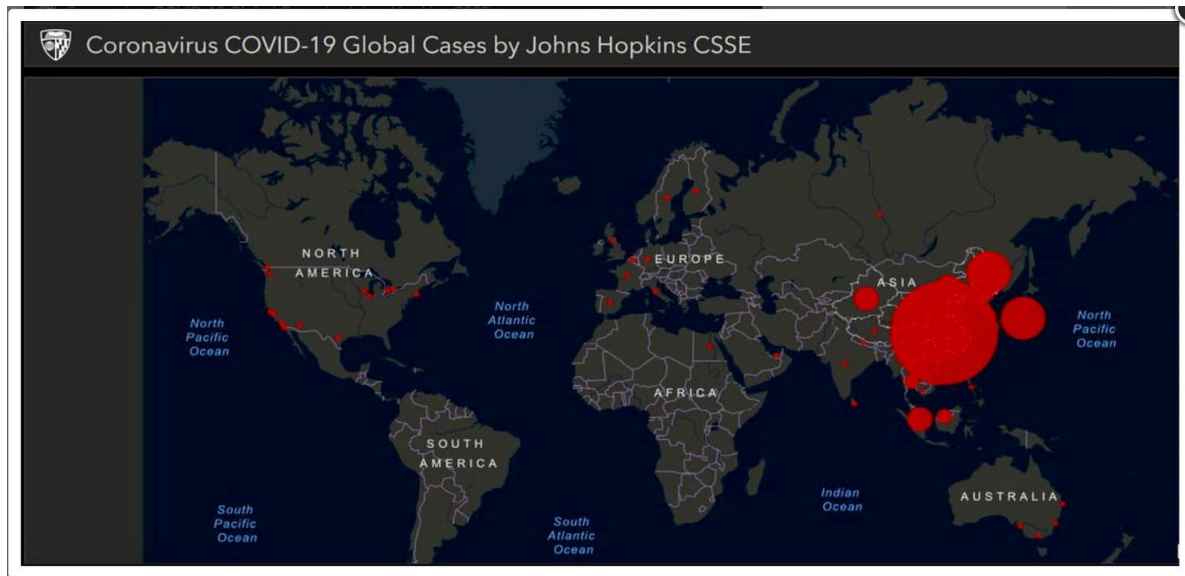 Coronavirus COVID-19 Global Cases by Johns Hopkins CSSE
NORTH
AMERICA
EUROPE
ASIA
North
Pacific
Ocean
North
Atlantic
Ocean
North
Pacific
Ocean
AFRICA
SOUTH
AMERICA
Indian
Ocean
AUSTRALIA
South
Pacific
Ocean
South
Atlantic
Ocean